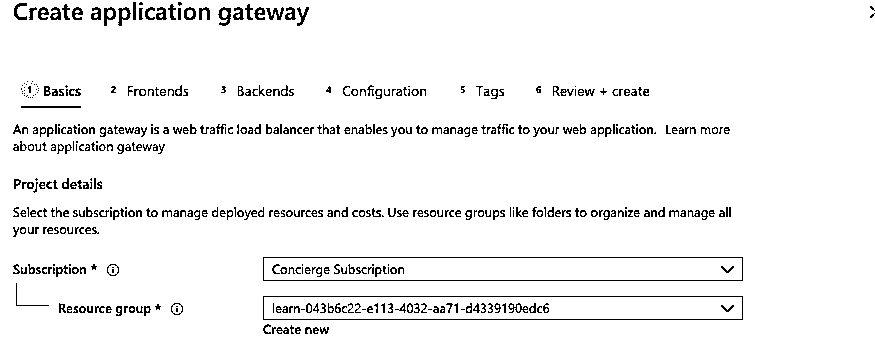 Create application gateway
1 Basics 2 Frontends 3 Backends 4 Configuration 5 Tags 6 Review + create
An application gateway is a web traffic load balancer that enables you to manage traffic to your web application. Learn more
about application gateway
Project details
Select the subscription to manage deployed resources and costs. Use resource groups like folders to organize and manage all
your resources.
Subscription * Concierge Subscription
Resource group * learn-043b6c22-e113-4032-aa71-d4339190edc6
Create new